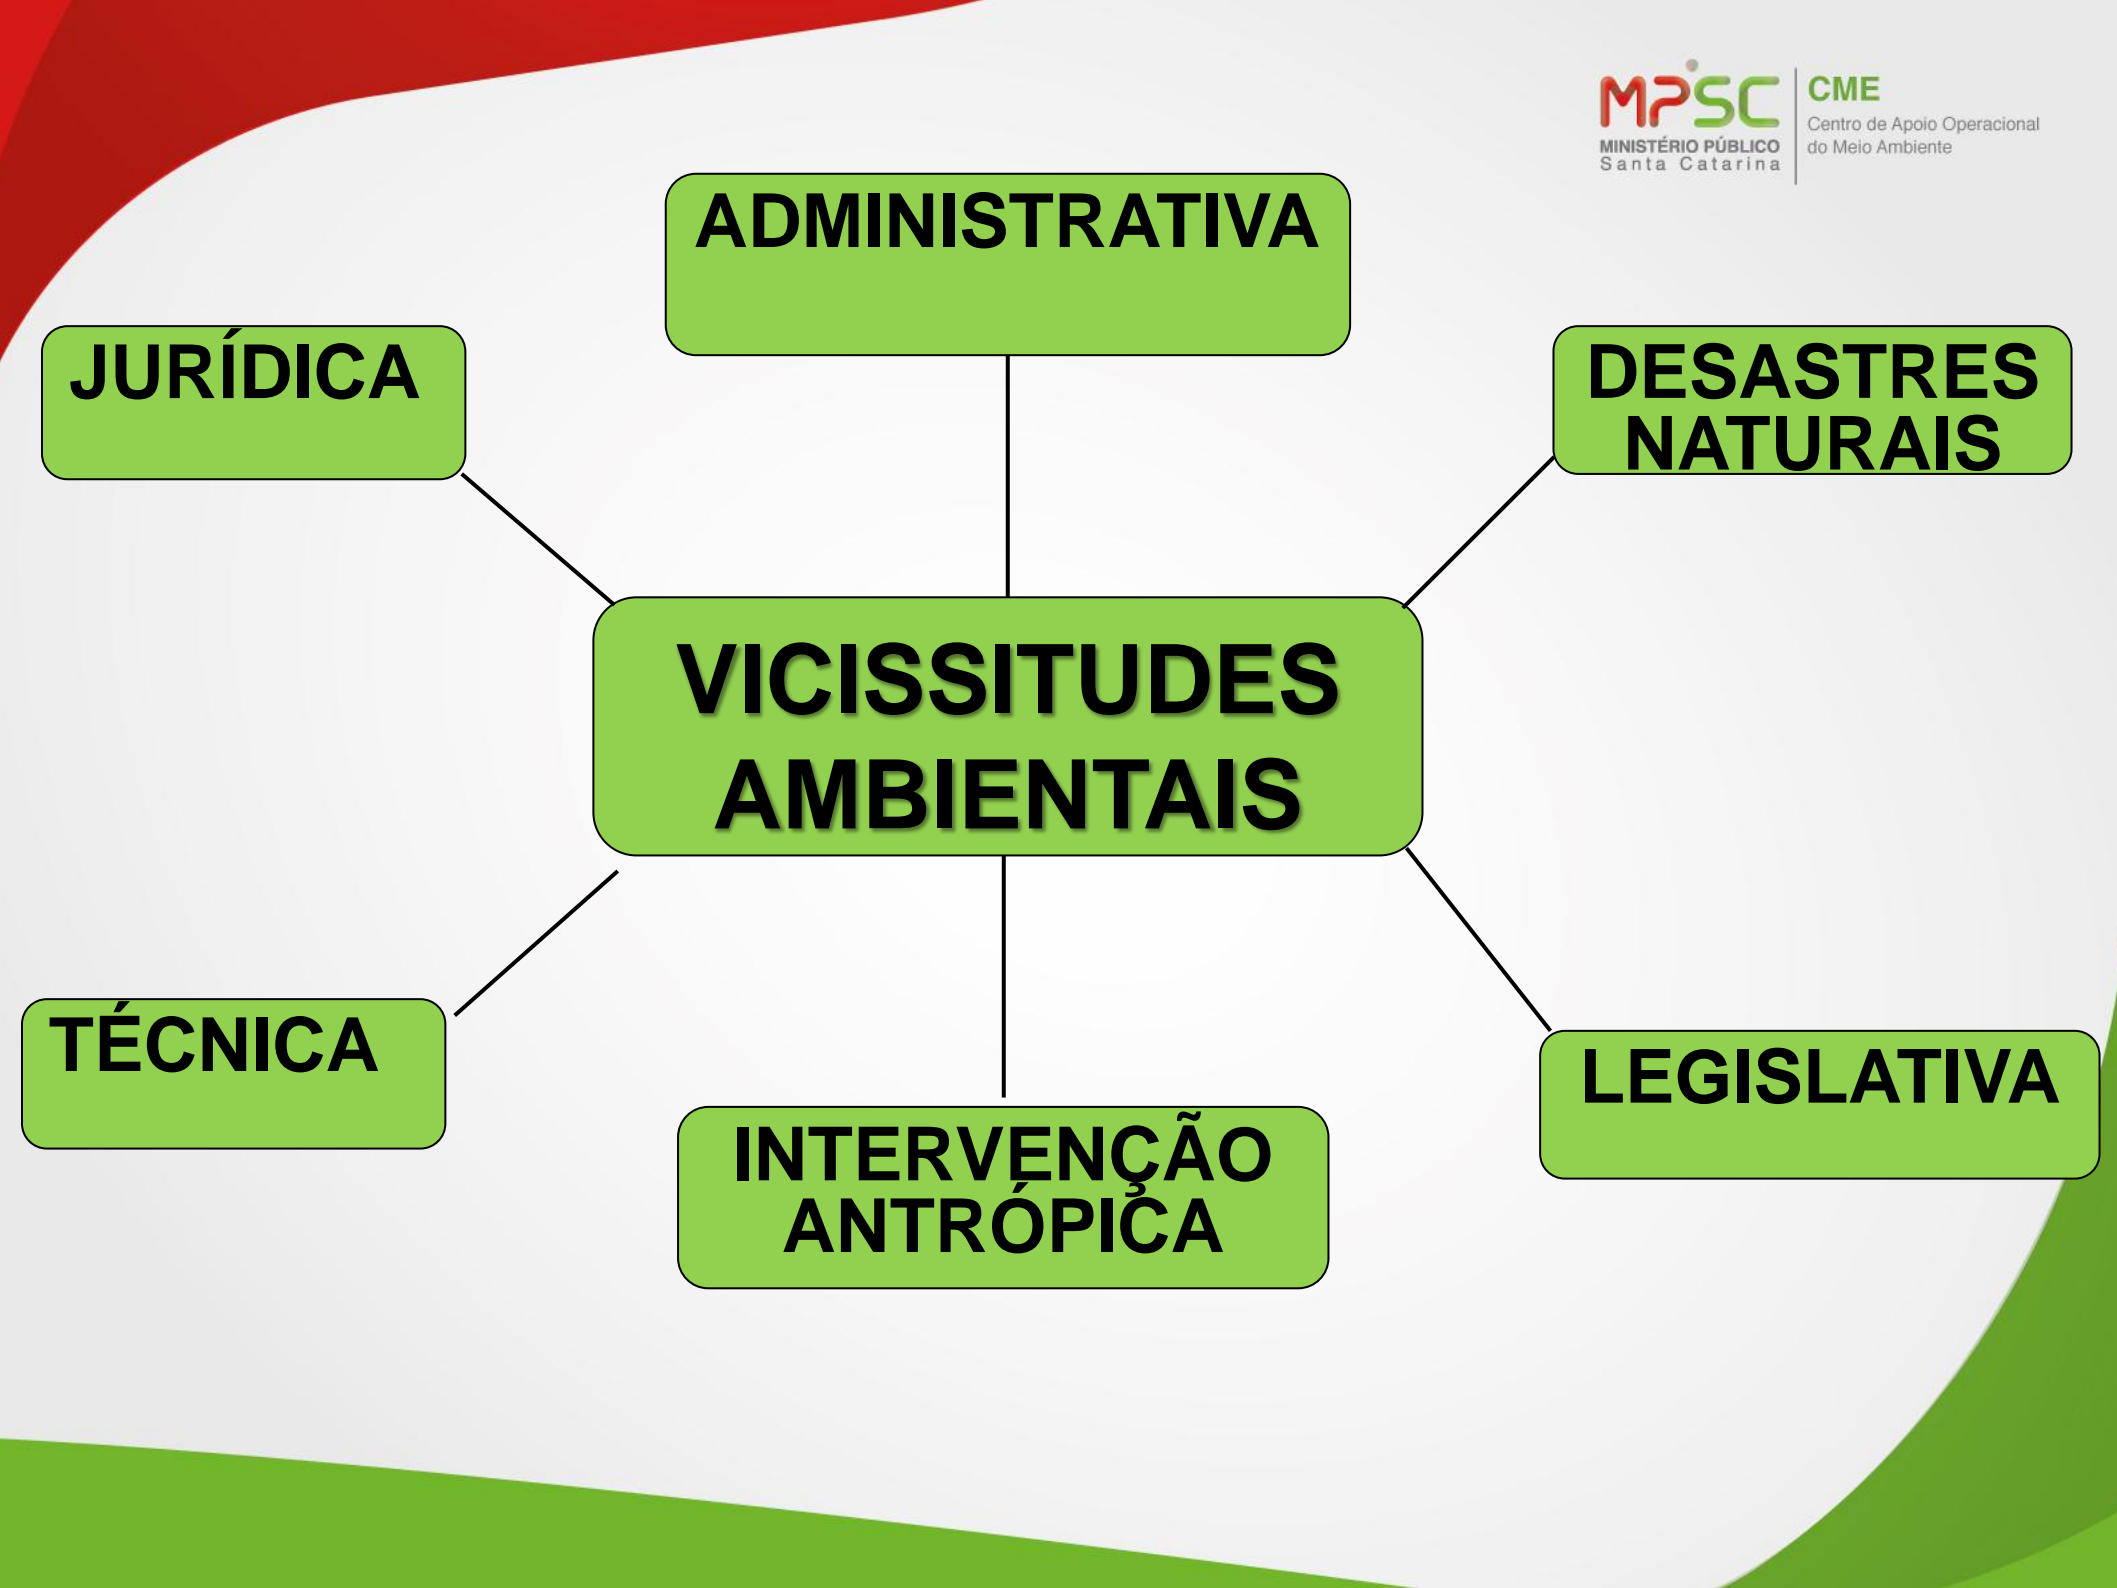 MPSC
MINISTÉRIO PÚBLICO
Santa Catarina
CME
Centro de Apoio Operacional
do Meio Ambiente
ADMINISTRATIVA
JURÍDICA
DESASTRES
NATURAIS
VICISSITUDES
AMBIENTAIS
TÉCNICA
INTERVENÇÃO
ANTRÓPICA
LEGISLATIVA